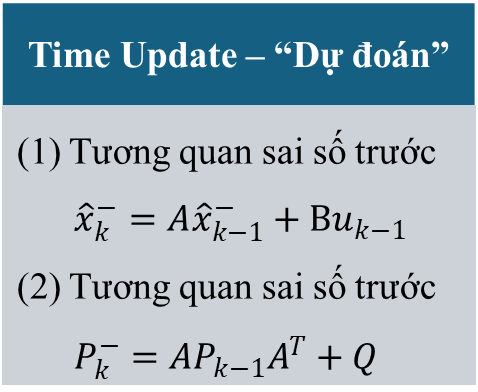 Time Update – “Dự đoán”
(1) Tương quan sai số trước
x̂ₖ⁻ = Ax̂ₖ₋₁⁻ + Buₖ₋₁
(2) Tương quan sai số trước
Pₖ⁻ = APₖ₋₁Aᵀ + Q